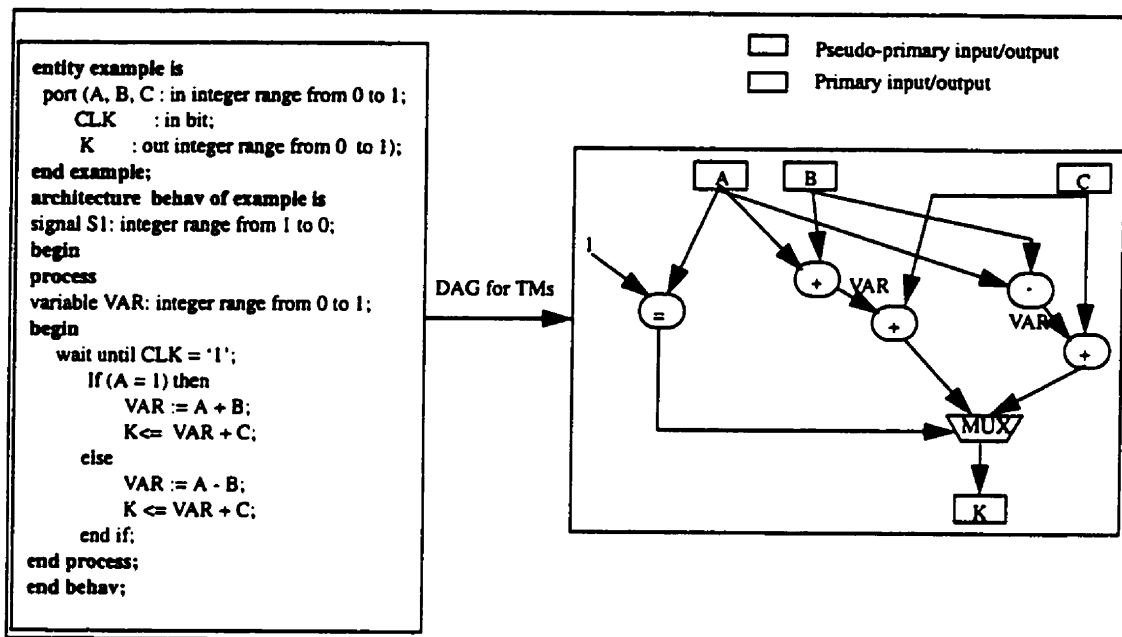 entity example is
port (A, B, C : in integer range from 0 to 1;
CLK : in bit;
K : out integer range from 0 to 1);
end example;
architecture behav of example is
signal S1: integer range from 1 to 0;
begin
process
variable VAR: integer range from 0 to 1;
begin
wait until CLK = ‘1’;
If (A = 1) then
VAR := A + B;
K<= VAR + C;
else
VAR := A - B;
K <= VAR + C;
end if;
end process;
end behav;
DAG for TMs
Pseudo-primary input/output
Primary input/output
A
B
C
1
=
+
VAR
+
-
VAR
+
MUX
K